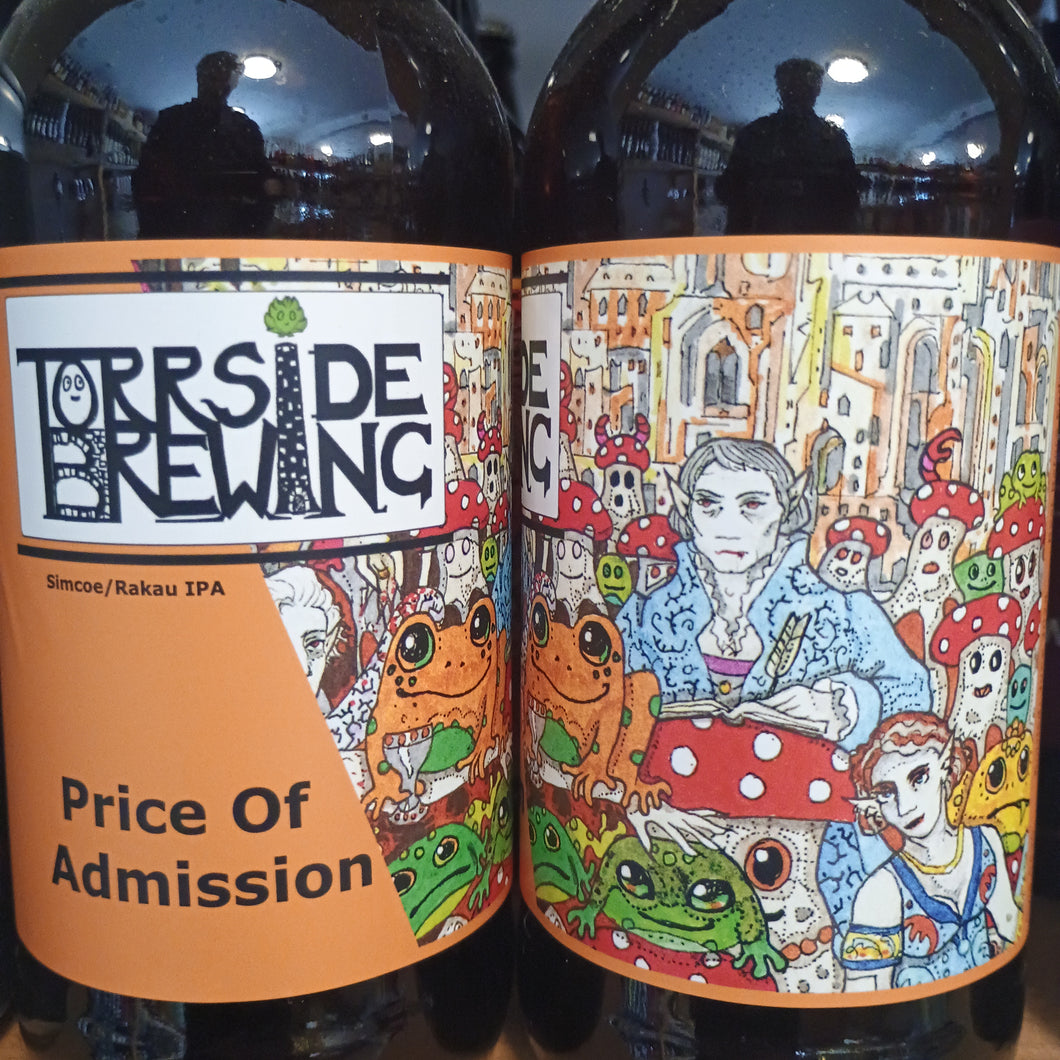 TORRSIDE
BREWING
Simcoe/Rakau IPA
Price Of
Admission
DE
NG